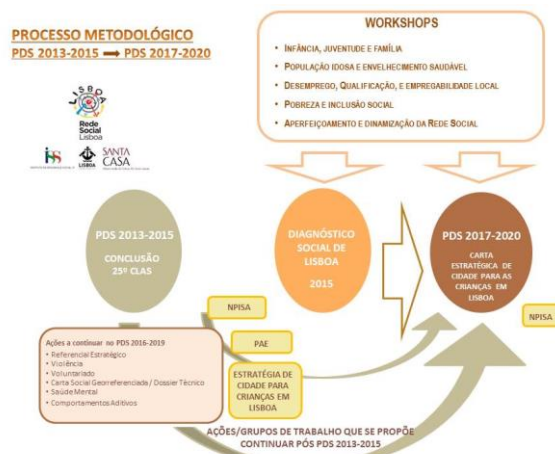 PROCESSO METODOLÓGICO
PDS 2013-2015 ➡ PDS 2017-2020
WORKSHOPS
• INFÂNCIA, JUVENTUDE E FAMÍLIA
• POPULAÇÃO IDOSA E ENVELHECIMENTO SAUDÁVEL
• DESEMPREGO, QUALIFICAÇÃO, E EMPREGABILIDADE LOCAL
• POBREZA E INCLUSÃO SOCIAL
• APERFEIÇOAMENTO E DINAMIZAÇÃO DA REDE SOCIAL
LISBOA
Rede
Social
Lisboa
LISBOA
SANTA
CASA
PDS 2013-2015
CONCLUSÃO
25º CLAS
DIAGNÓSTICO
SOCIAL DE
LISBOA
2015
PDS 2017-2020
CARTA
ESTRATÉGICA DE
CIDADE PARA AS
CRIANÇAS EM
LISBOA
NPISA
NPISA
Ações a continuar no PDS 2016-2019
• Referencial Estratégico
• Violência
• Voluntariado
• Carta Social Georreferenciada / Dossier Técnico
• Saúde Mental
• Comportamentos Aditivos
PAE
ESTRATÉGIA DE
CIDADE PARA
CRIANÇAS EM
LISBOA
AÇÕES/GRUPOS DE TRABALHO QUE SE PROPÕE
CONTINUAR PÓS PDS 2013-2015